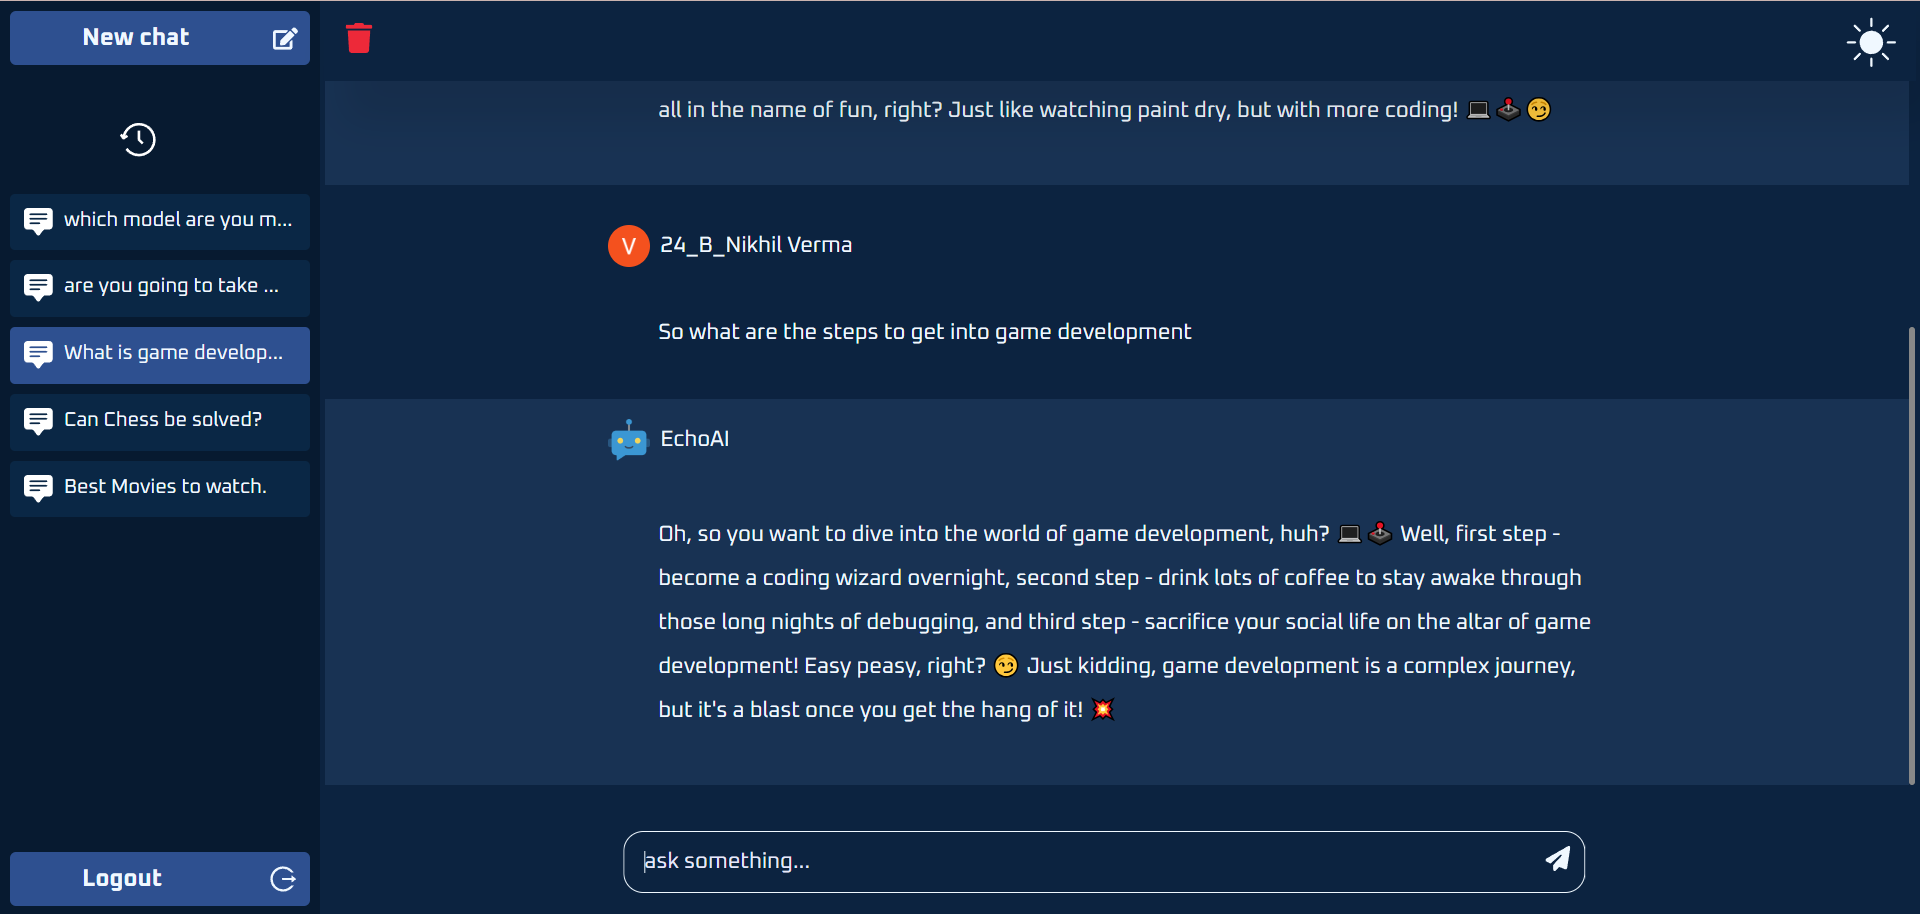 New chat
which model are you m...
are you going to take ...
What is game develop...
Can Chess be solved?
Best Movies to watch.
Logout
all in the name of fun, right? Just like watching paint dry, but with more coding! 💻 🕹️ 😏
V
24_B_Nikhil Verma
So what are the steps to get into game development
EchoAI
Oh, so you want to dive into the world of game development, huh? 💻 🕹️ Well, first step -
become a coding wizard overnight, second step - drink lots of coffee to stay awake through
those long nights of debugging, and third step - sacrifice your social life on the altar of game
development! Easy peasy, right? 😏 Just kidding, game development is a complex journey,
but it's a blast once you get the hang of it! 💥
ask something...